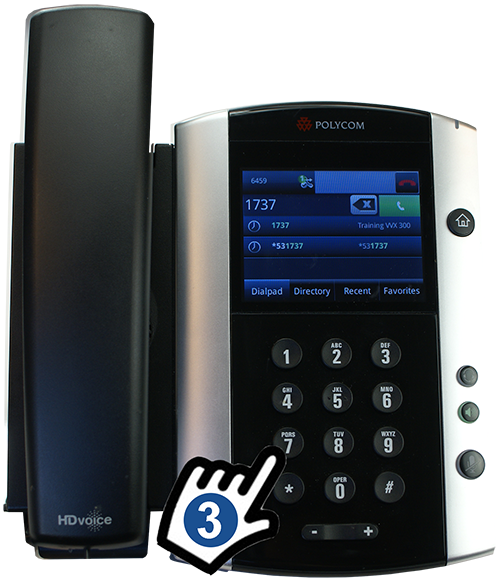 POLYCOM
6459
1737
1737 Training VVX 300
*531737 *531737
Dialpad Directory Recent Favorites
1 ABC 2 DEF 3
GHI 4 JKL 5 MNO 6
PQRS 7 TUV 8 WXYZ 9
* OPER 0 #
- +
HDvoice
3